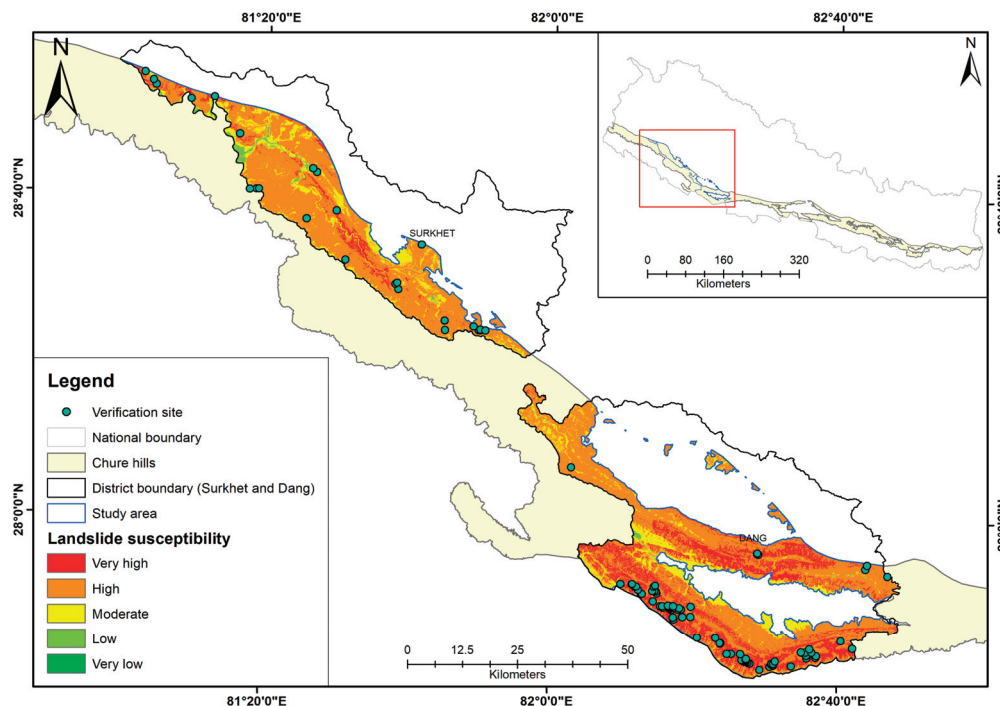 81°20'0"E 82°0'0"E 82°40'0"E
N
N
28°40'0"N
28°0'0"N
0 80 160 240 320
Kilometers
SURKHET
DANG
Legend
Verification site
National boundary
Chure hills
District boundary (Surkhet and Dang)
Study area
Landslide susceptibility
Very high
High
Moderate
Low
Very low
0 12.5 25 37.5 50
Kilometers
81°20'0"E 82°0'0"E 82°40'0"E